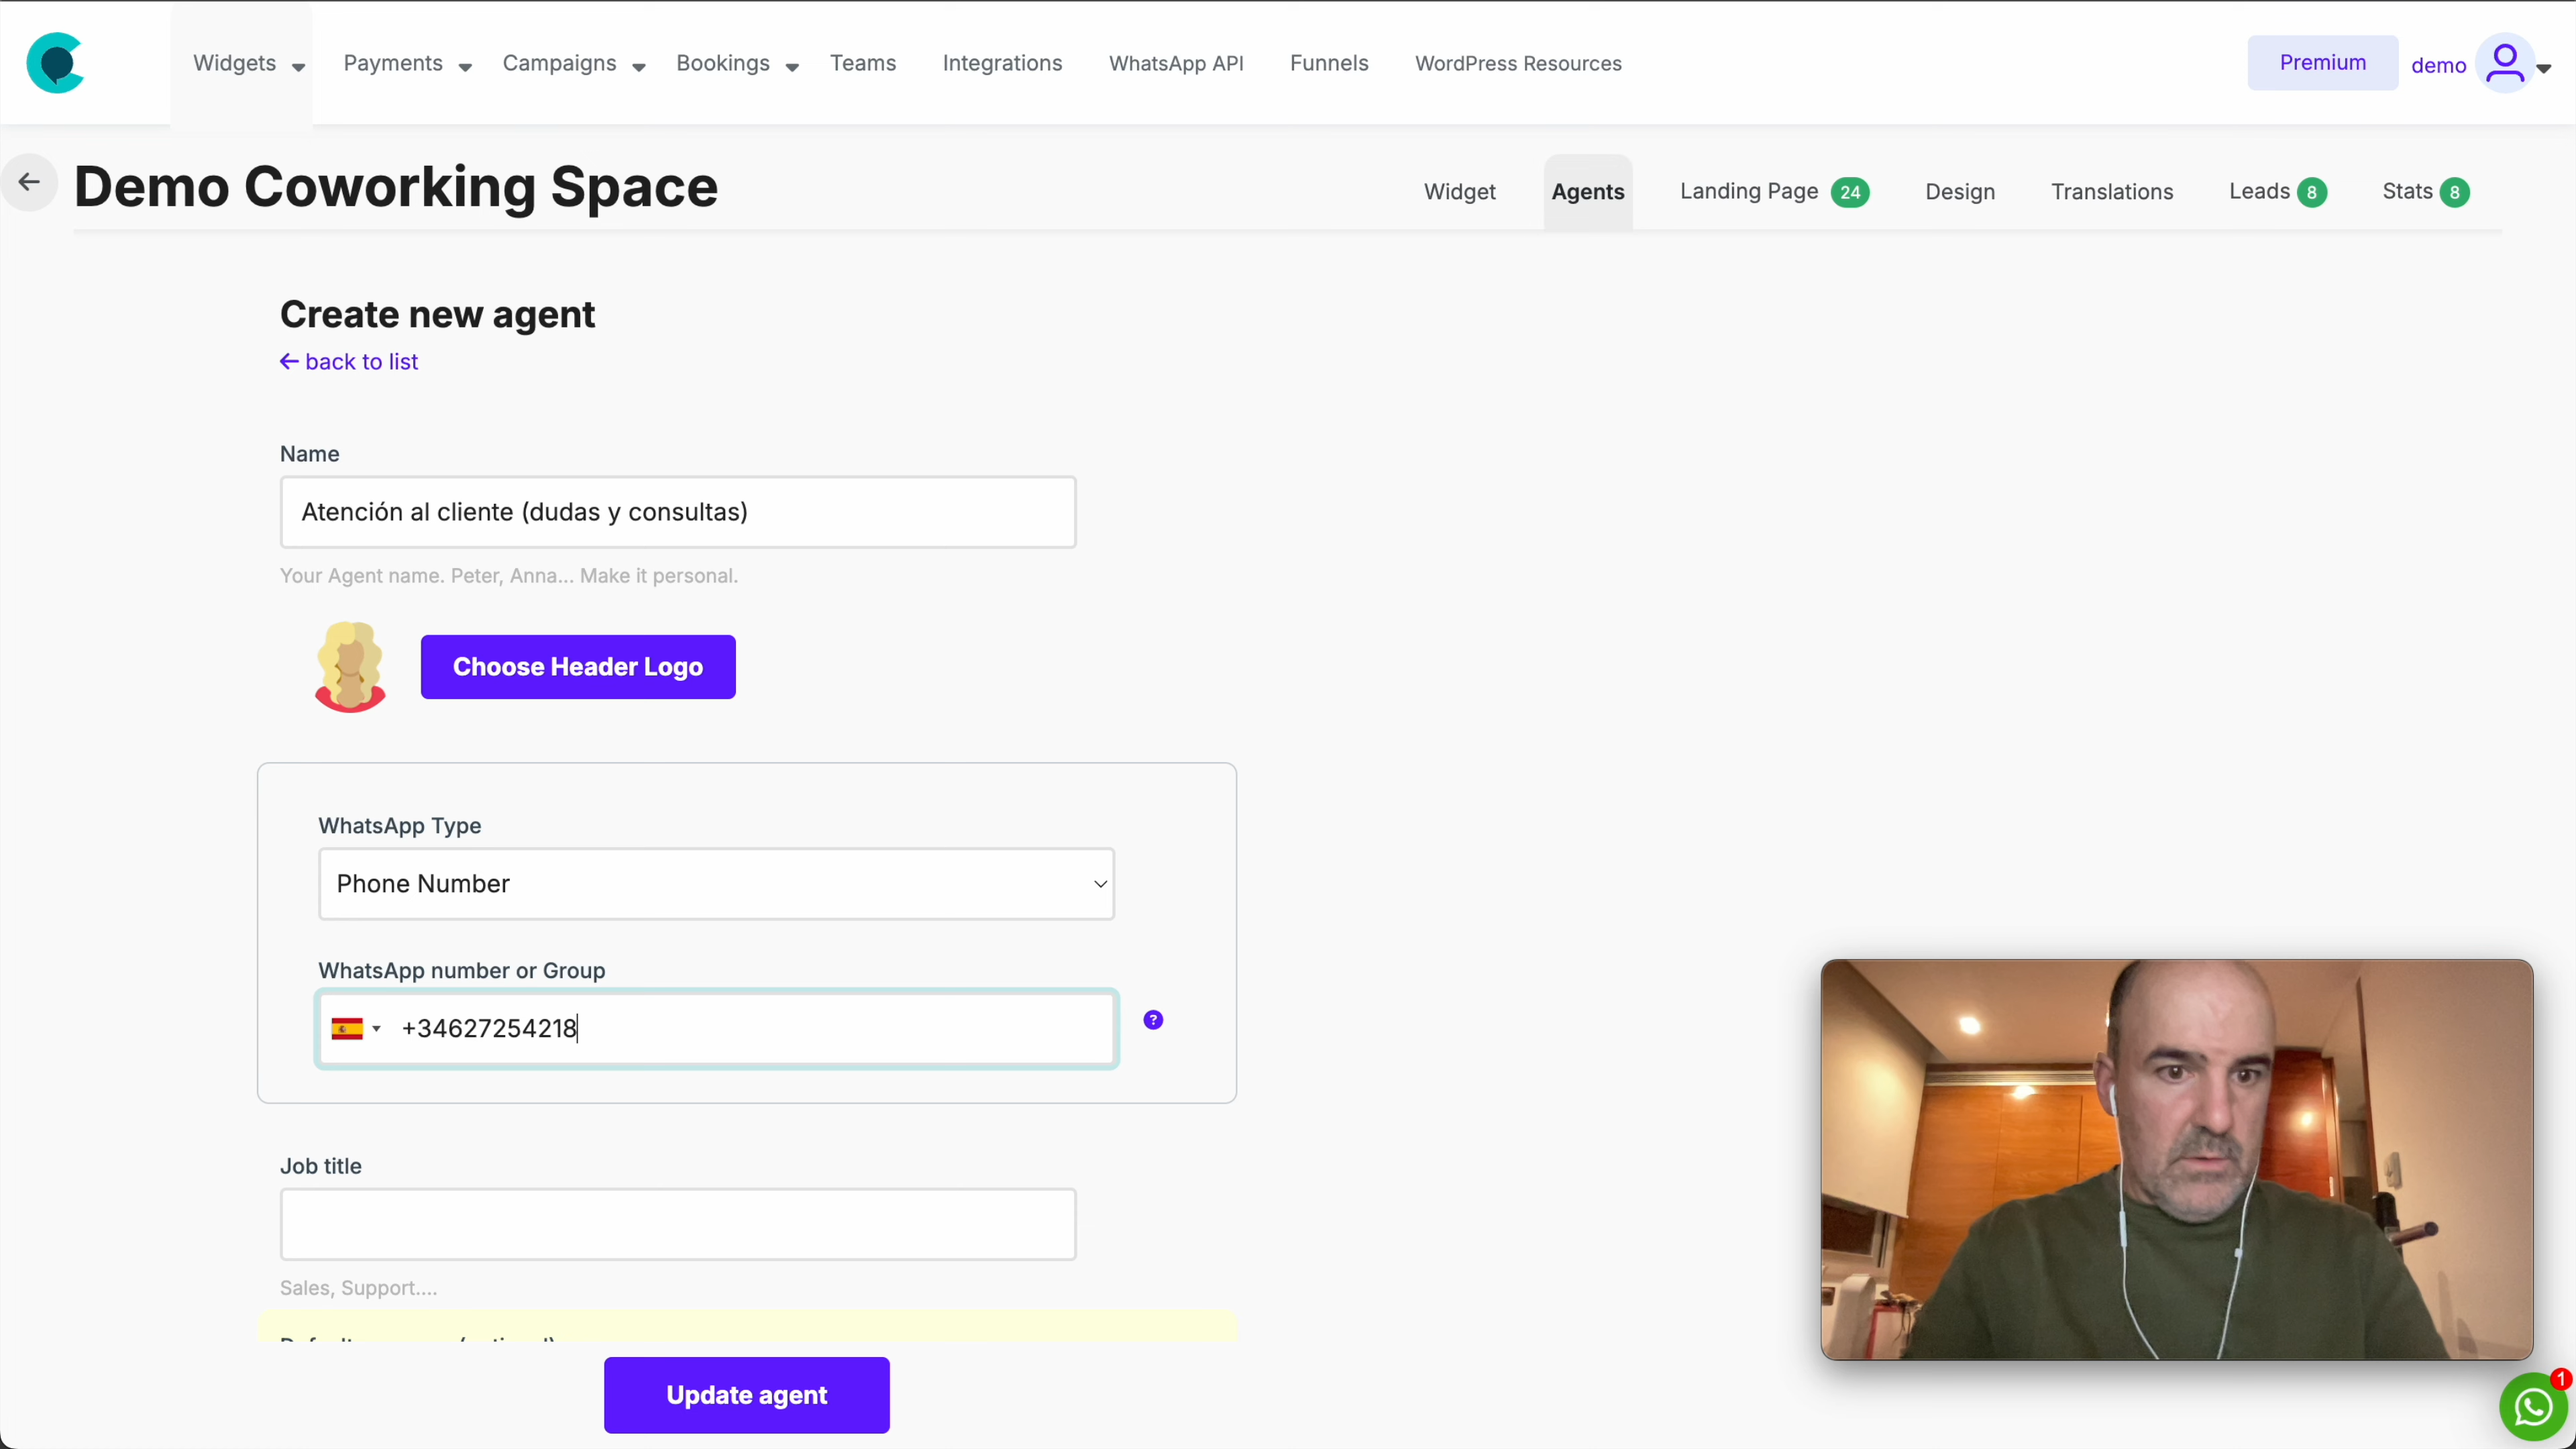 Widgets Payments Campaigns Bookings Teams Integrations WhatsApp API Funnels WordPress Resources Premium demo
Demo Coworking Space
Widget Agents Landing Page 24 Design Translations Leads 8 Stats 8
Create new agent
back to list
Name
Atención al cliente (dudas y consultas)
Your Agent name. Peter, Anna... Make it personal.
Choose Header Logo
WhatsApp Type
Phone Number
WhatsApp number or Group
+34627254218
?
Job title
Sales, Support....
Update agent
1